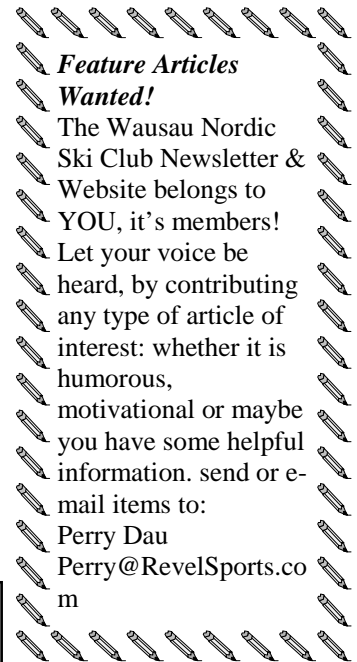 Feature Articles
Wanted!
The Wausau Nordic
Ski Club Newsletter &
Website belongs to
YOU, it's members!
Let your voice be
heard, by contributing
any type of article of
interest: whether it is
humorous,
motivational or maybe
you have some helpful
information. send or e-
mail items to:
Perry Dau
Perry@RevelSports.co
m